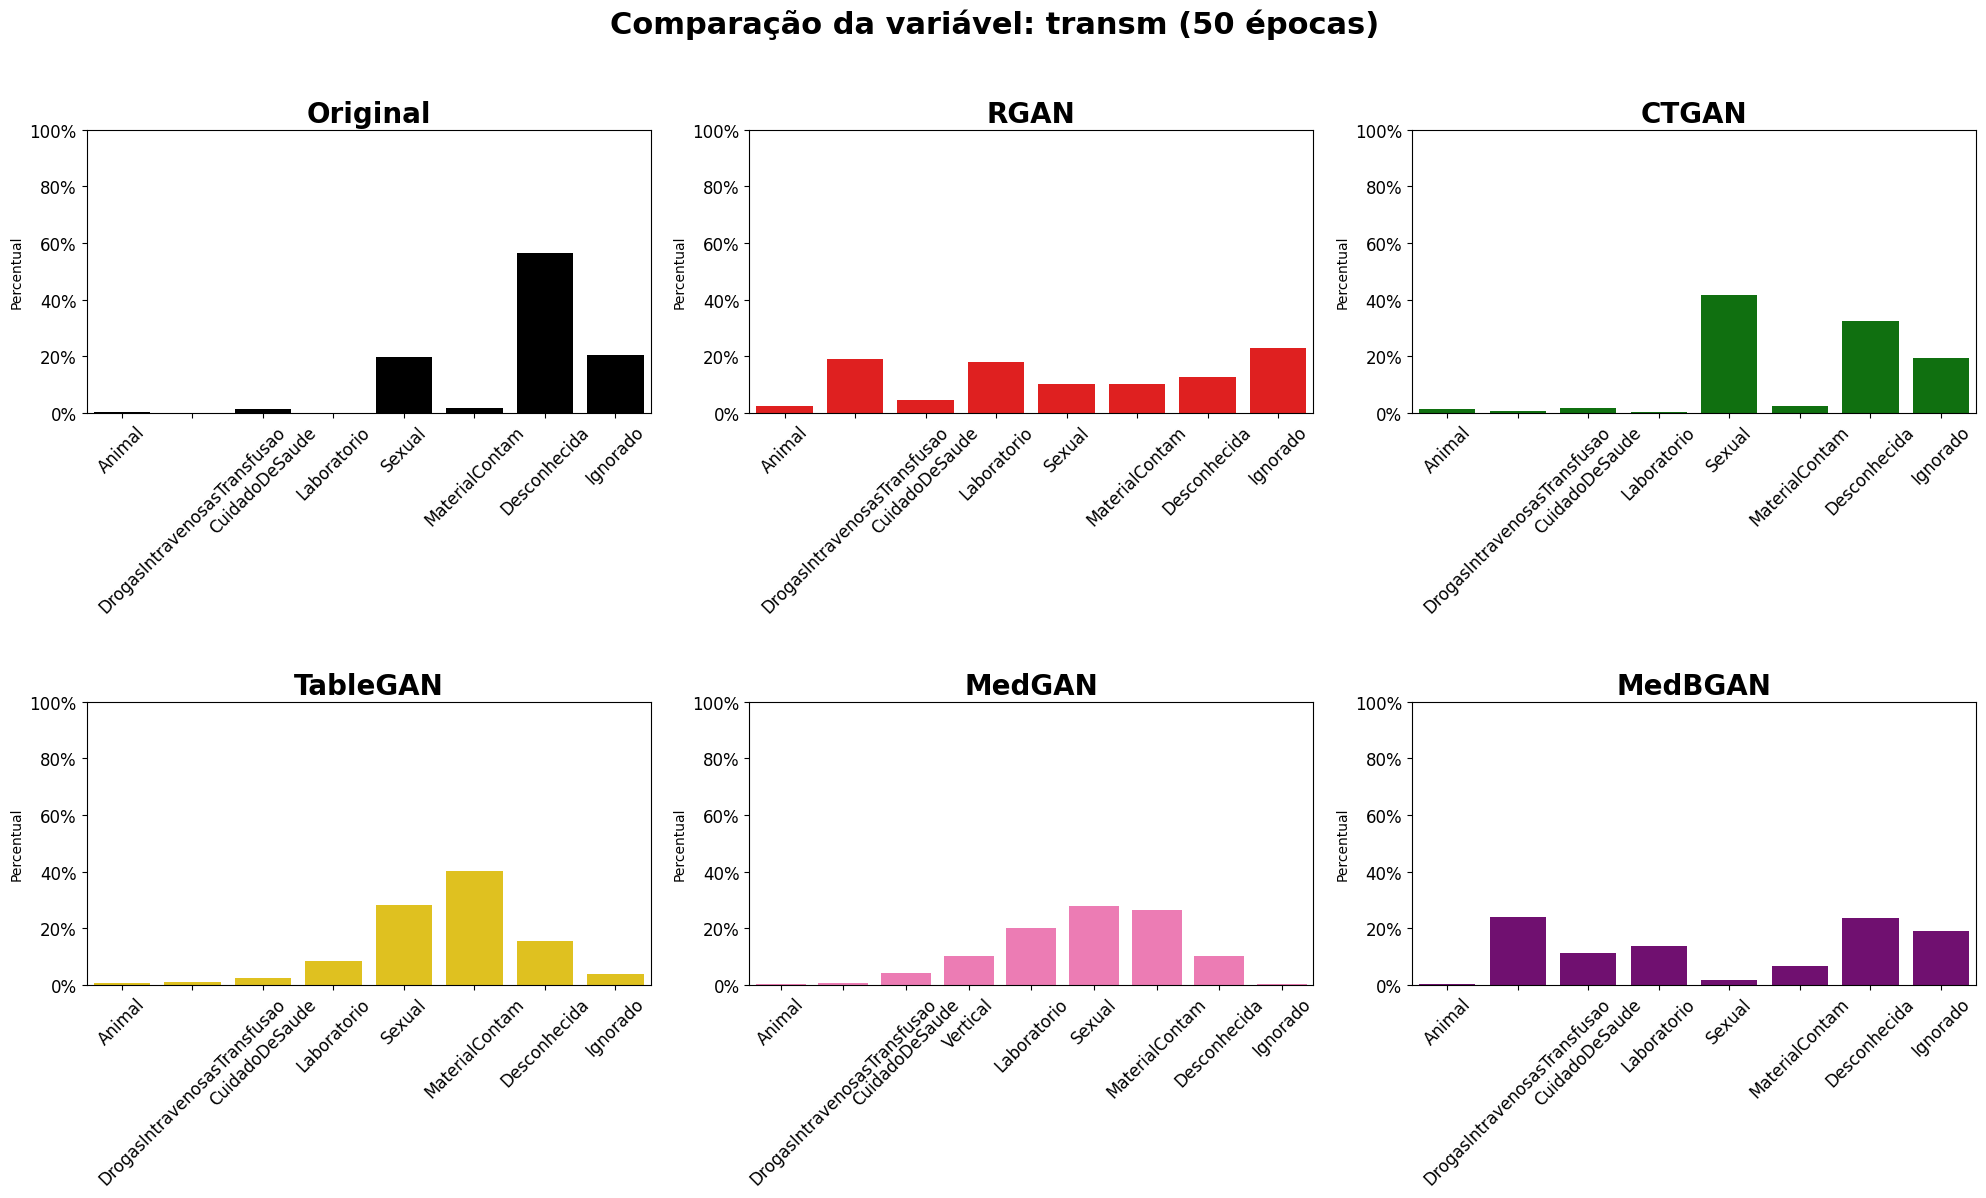 Comparação da variável: transm (50 épocas)
Original
Percentual
100%
80%
60%
40%
20%
0%
Animal
DrogasIntravenosasTransfusao
CuidadoDeSaude
Laboratorio
Sexual
MaterialContam
Desconhecida
Ignorado
RGAN
Percentual
100%
80%
60%
40%
20%
0%
Animal
DrogasIntravenosasTransfusao
CuidadoDeSaude
Laboratorio
Sexual
MaterialContam
Desconhecida
Ignorado
CTGAN
Percentual
100%
80%
60%
40%
20%
0%
Animal
DrogasIntravenosasTransfusao
CuidadoDeSaude
Laboratorio
Sexual
MaterialContam
Desconhecida
Ignorado
TableGAN
Percentual
100%
80%
60%
40%
20%
0%
Animal
DrogasIntravenosasTransfusao
CuidadoDeSaude
Laboratorio
Sexual
MaterialContam
Desconhecida
Ignorado
MedGAN
Percentual
100%
80%
60%
40%
20%
0%
Animal
DrogasIntravenosasTransfusao
CuidadoDeSaude
Vertical
Laboratorio
Sexual
MaterialContam
Desconhecida
Ignorado
MedBGAN
Percentual
100%
80%
60%
40%
20%
0%
Animal
DrogasIntravenosasTransfusao
CuidadoDeSaude
Laboratorio
Sexual
MaterialContam
Desconhecida
Ignorado